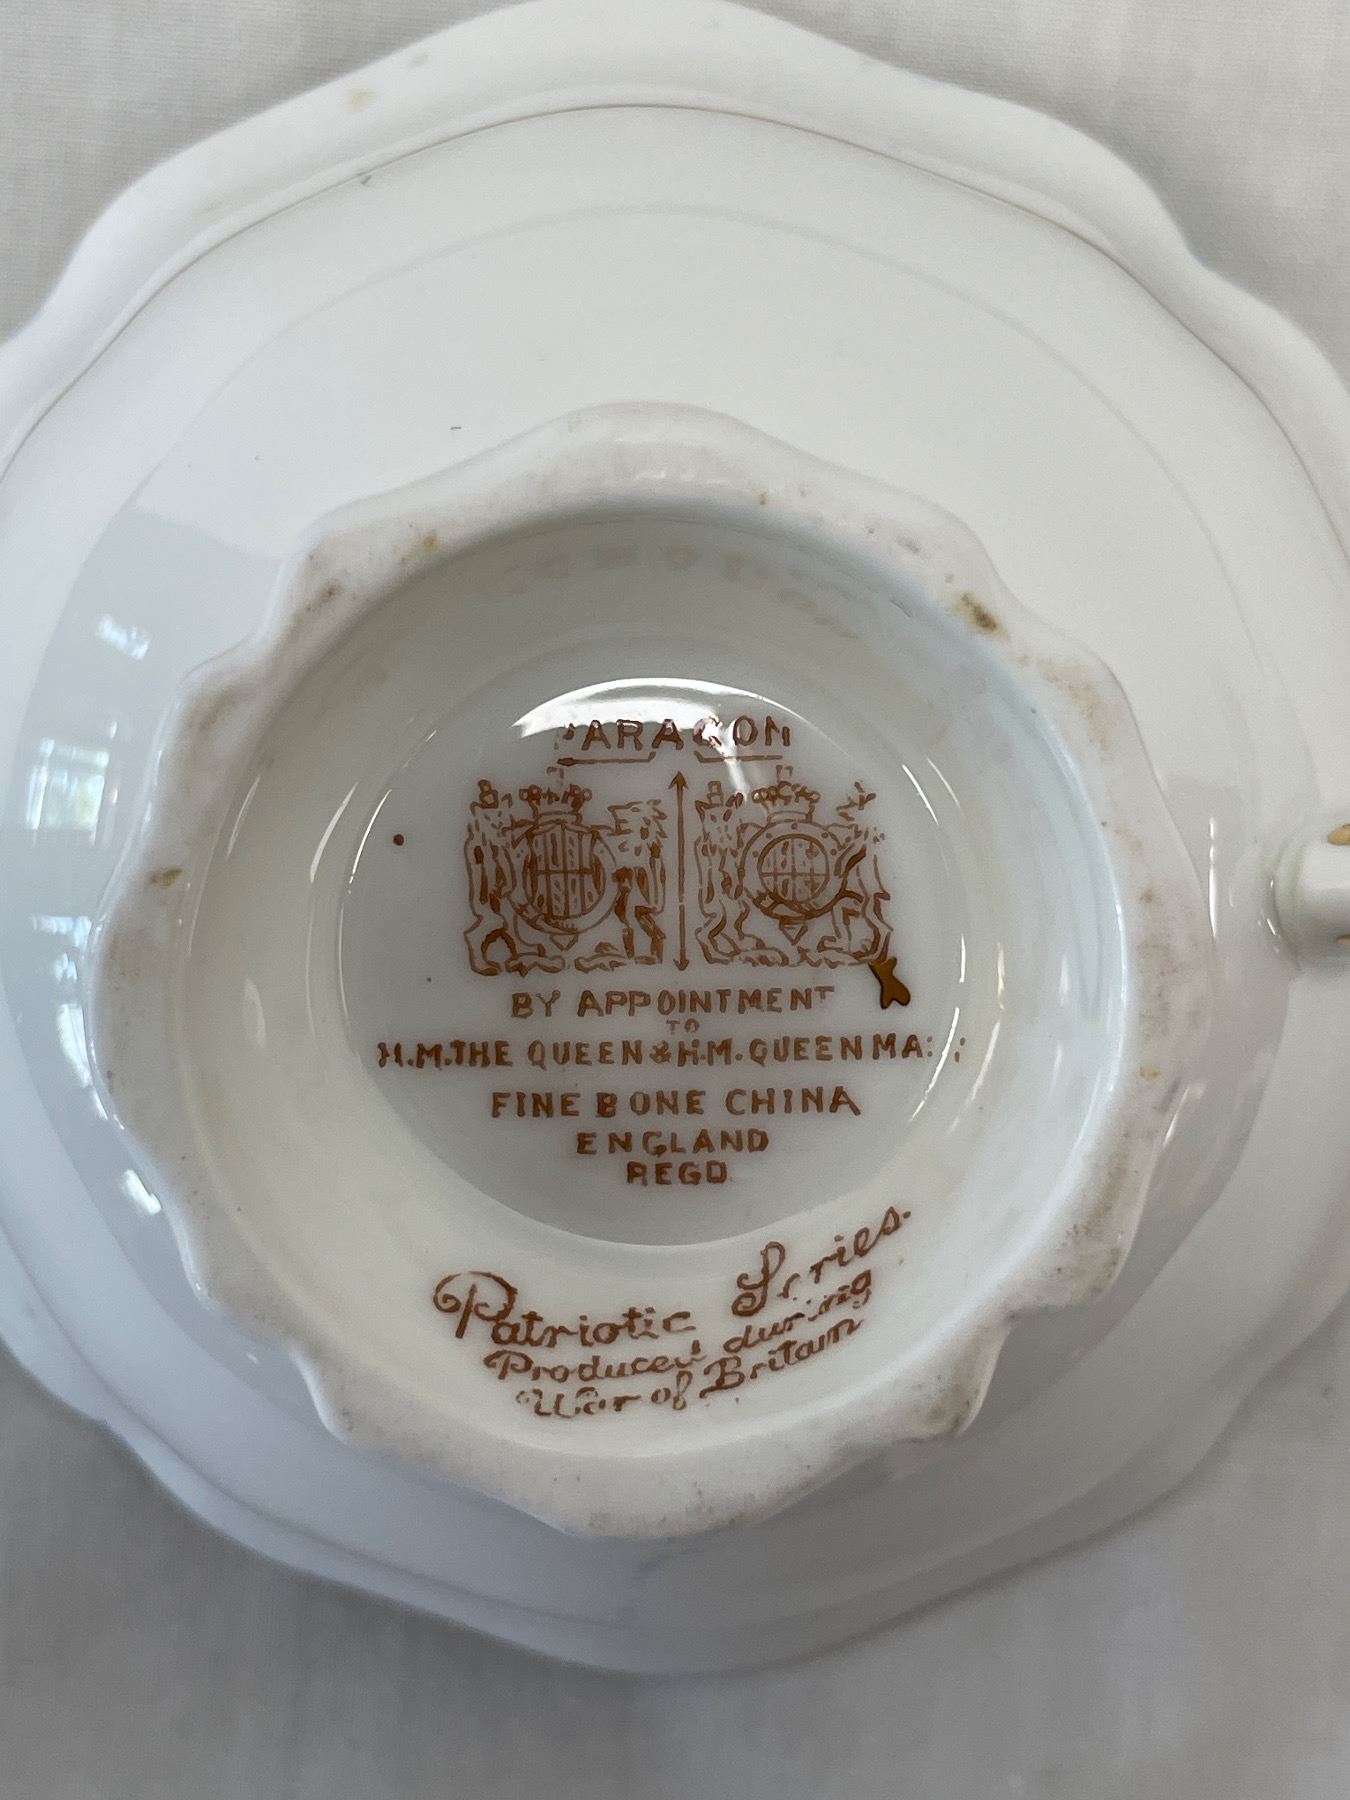 PARAGON
BY APPOINTMENT
TO
H.M. THE QUEEN & H.M. QUEEN
FINE BONE CHINA
ENGLAND
REGD
Patriotic Series.
Produced during
War of Britain